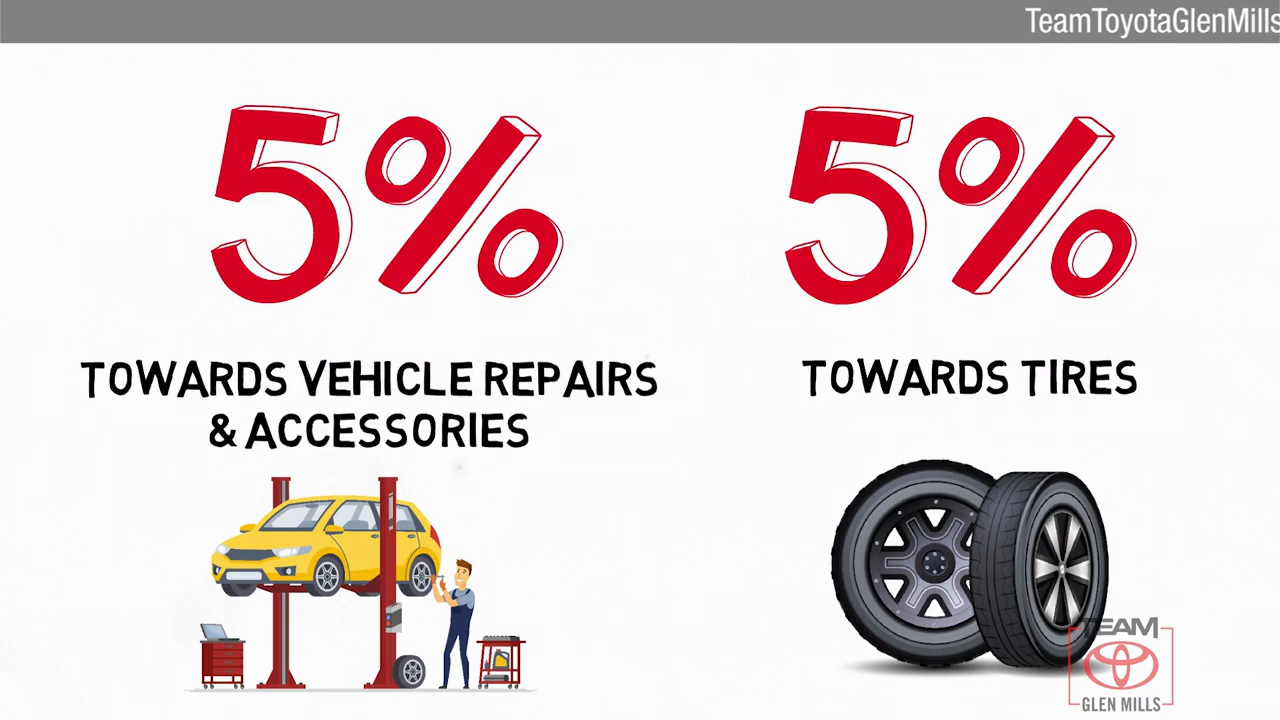 TeamToyotaGlenMills
5% 5%
TOWARDS VEHICLE REPAIRS
& ACCESSORIES
TOWARDS TIRES
TEAM
GLEN MILLS